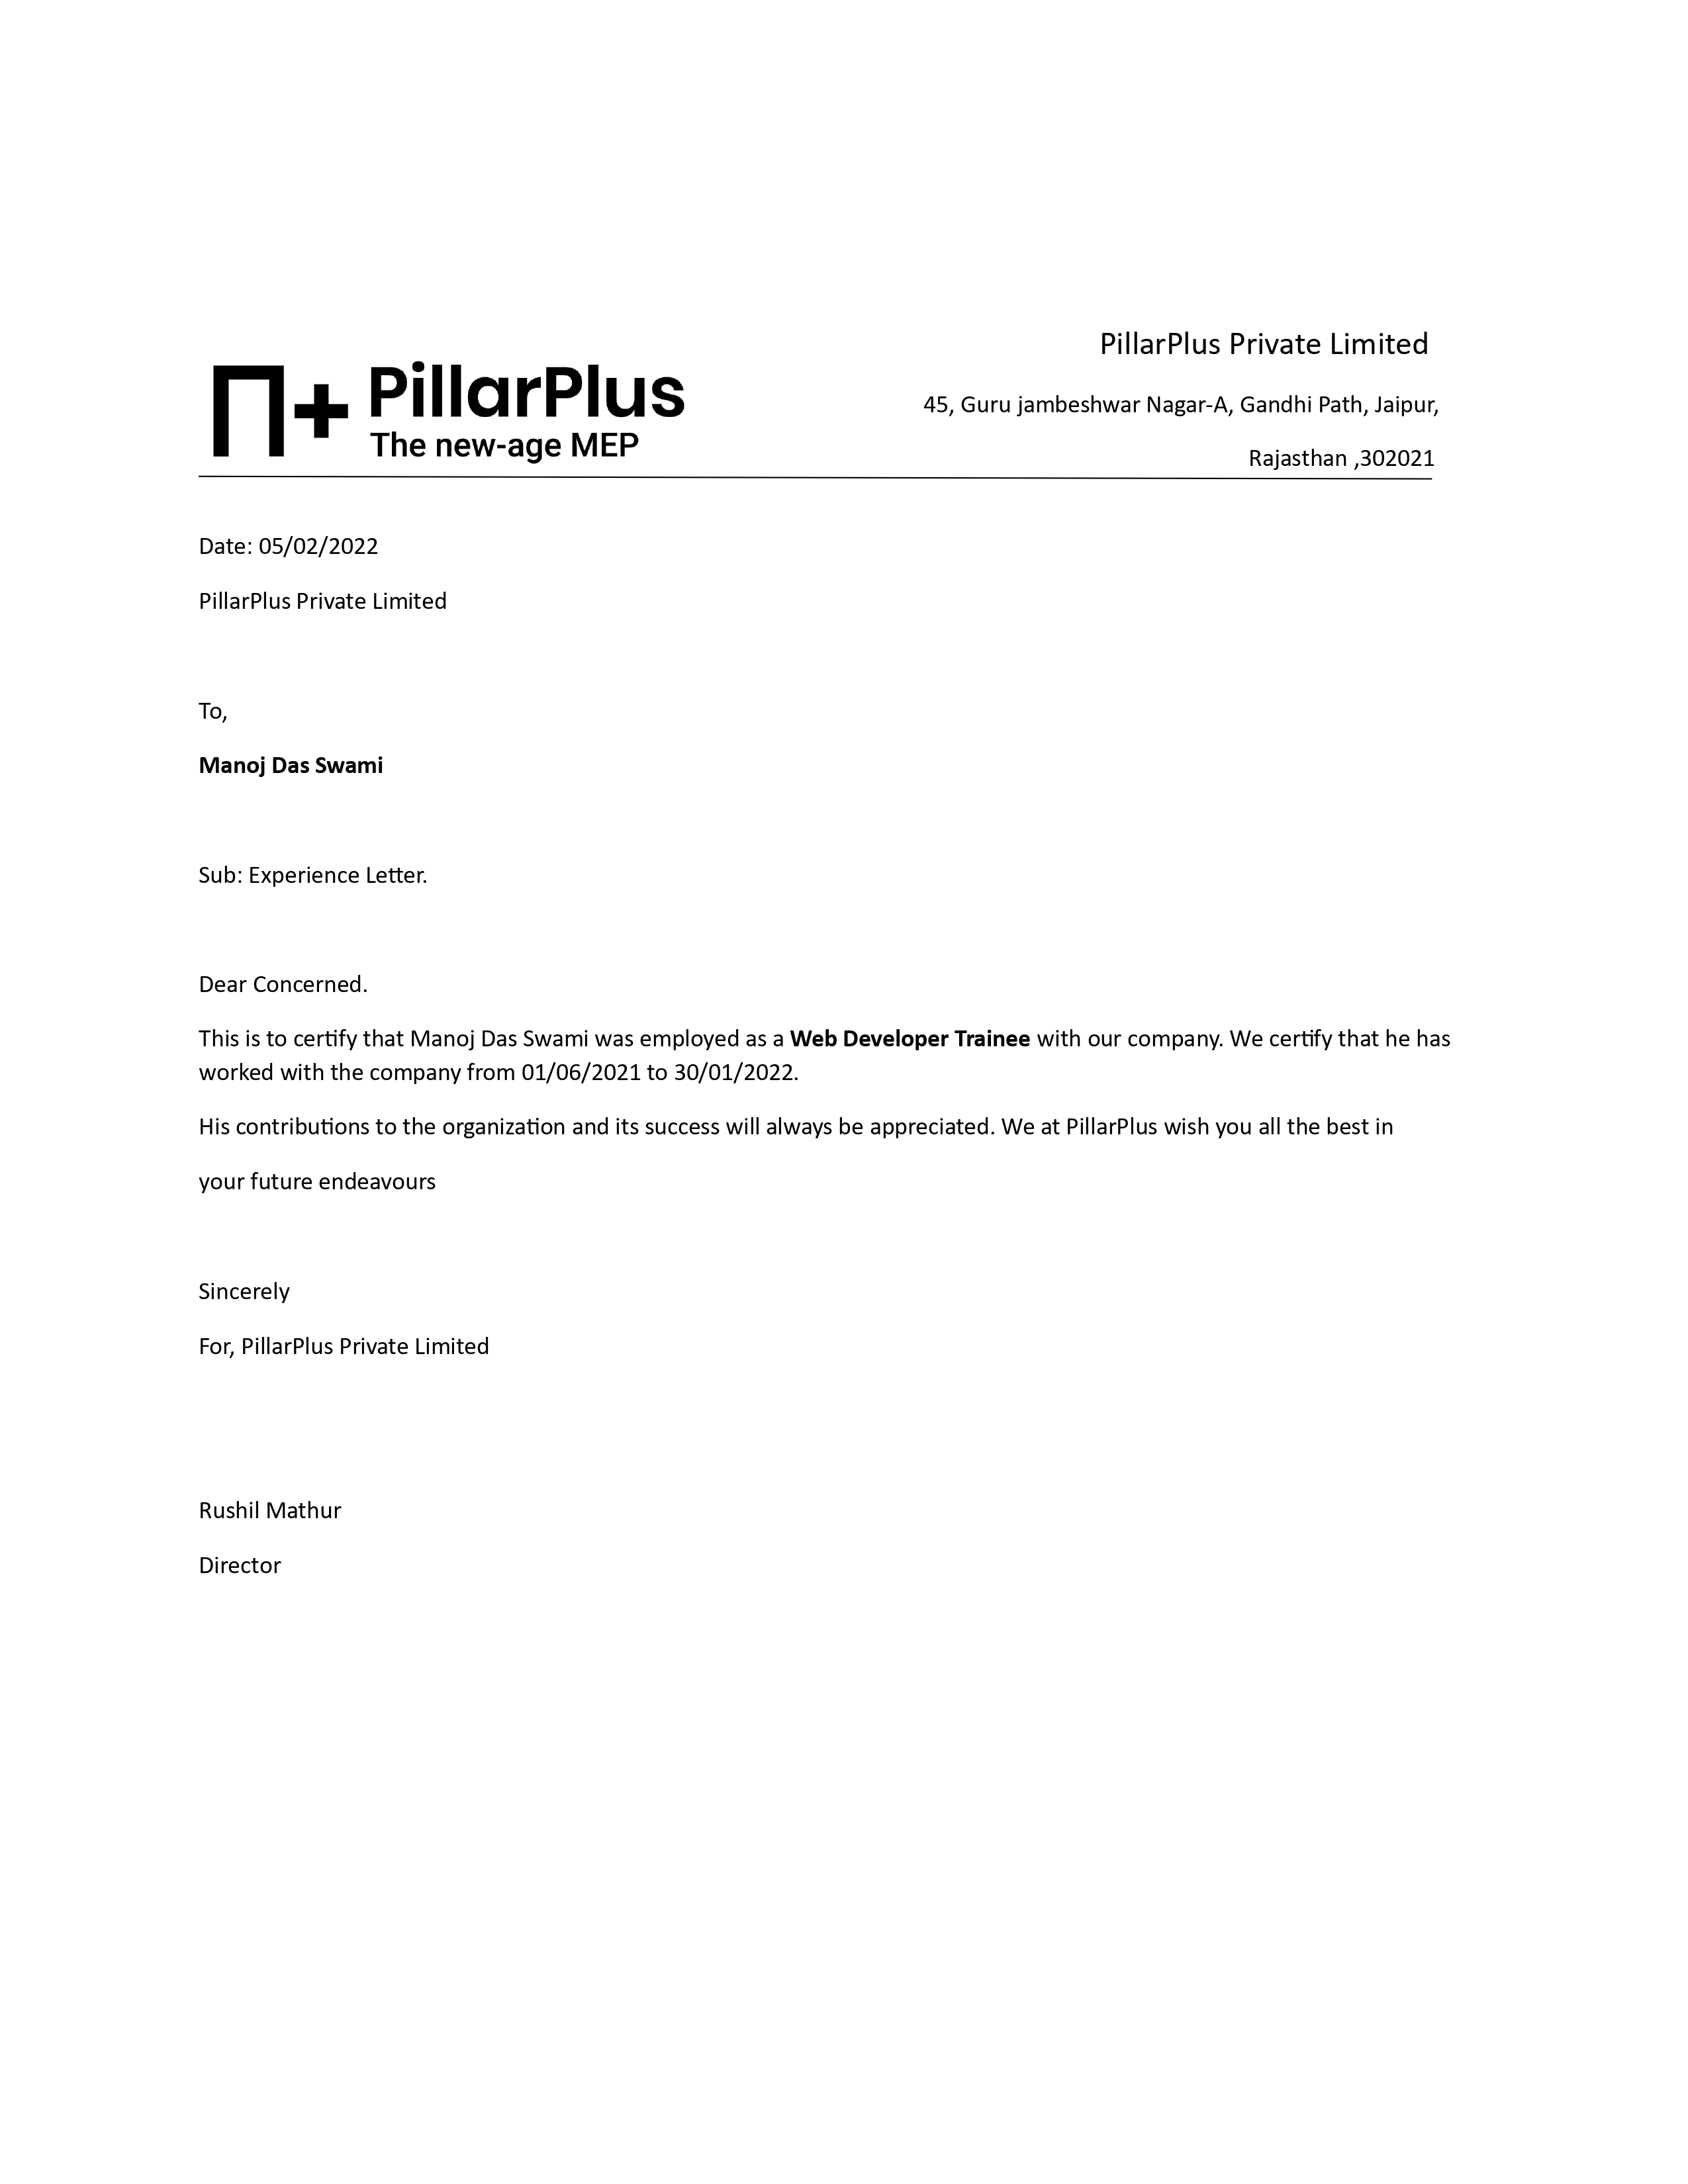 PillarPlus
The new-age MEP
PillarPlus Private Limited
45, Guru jambeshwar Nagar-A, Gandhi Path, Jaipur,
Rajasthan ,302021
Date: 05/02/2022
PillarPlus Private Limited
To,
Manoj Das Swami
Sub: Experience Letter.
Dear Concerned.
This is to certify that Manoj Das Swami was employed as a Web Developer Trainee with our company. We certify that he has
worked with the company from 01/06/2021 to 30/01/2022.
His contributions to the organization and its success will always be appreciated. We at PillarPlus wish you all the best in
your future endeavours
Sincerely
For, PillarPlus Private Limited
Rushil Mathur
Director